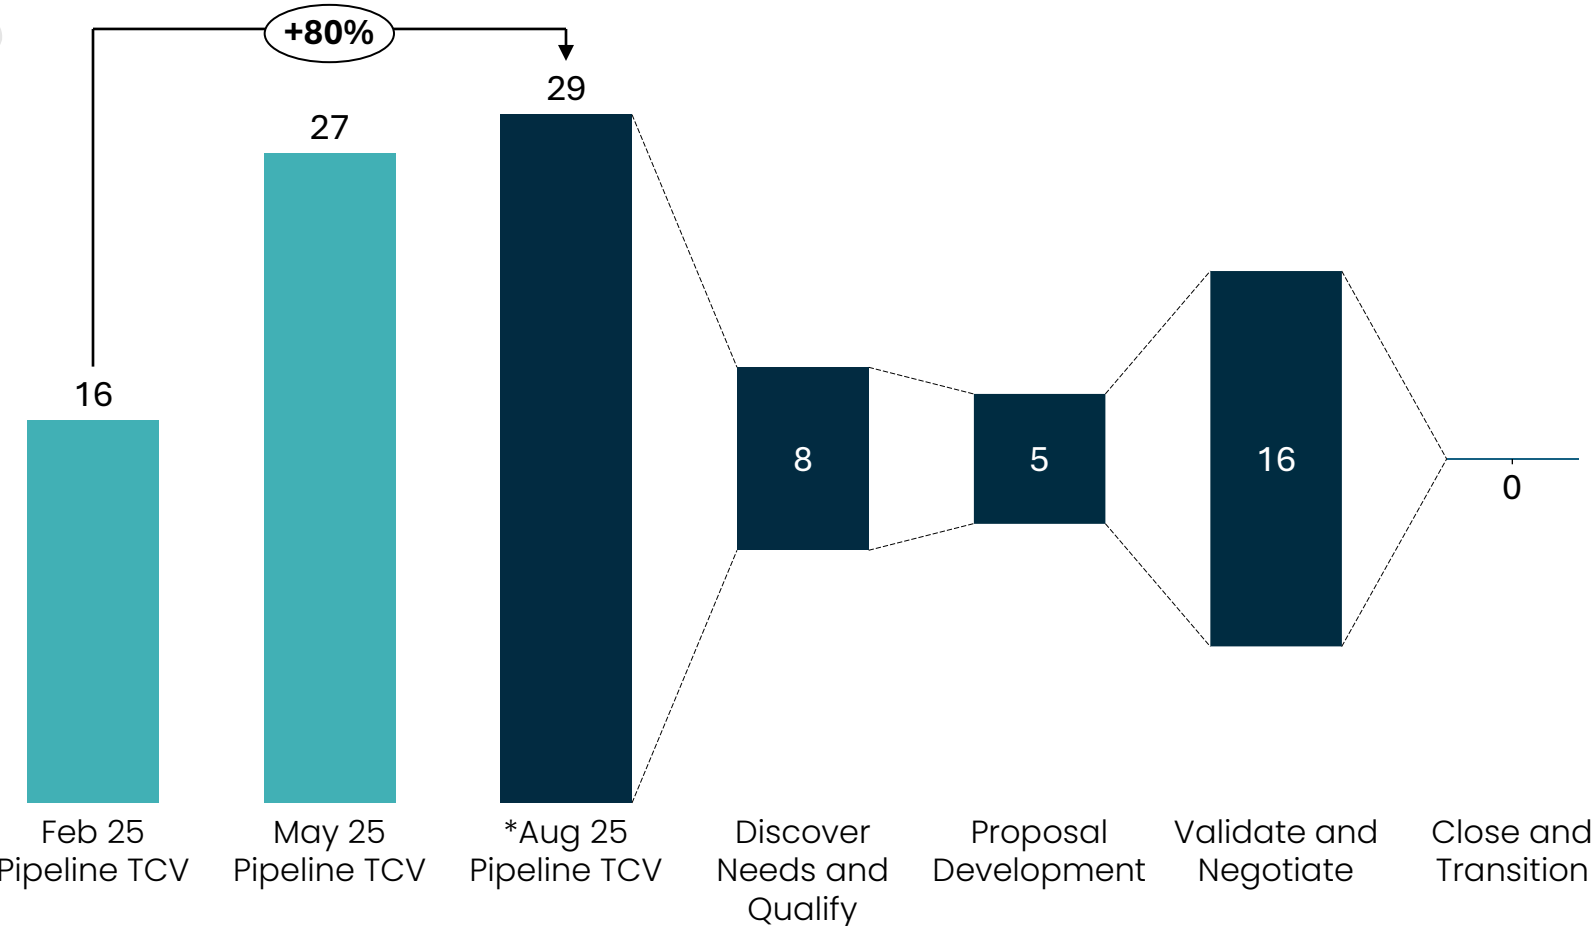 +80%
29
27
16
8
5
16
0
Feb 25
Pipeline TCV
May 25
Pipeline TCV
*Aug 25
Pipeline TCV
Discover
Needs and
Qualify
Proposal
Development
Validate and
Negotiate
Close and
Transition